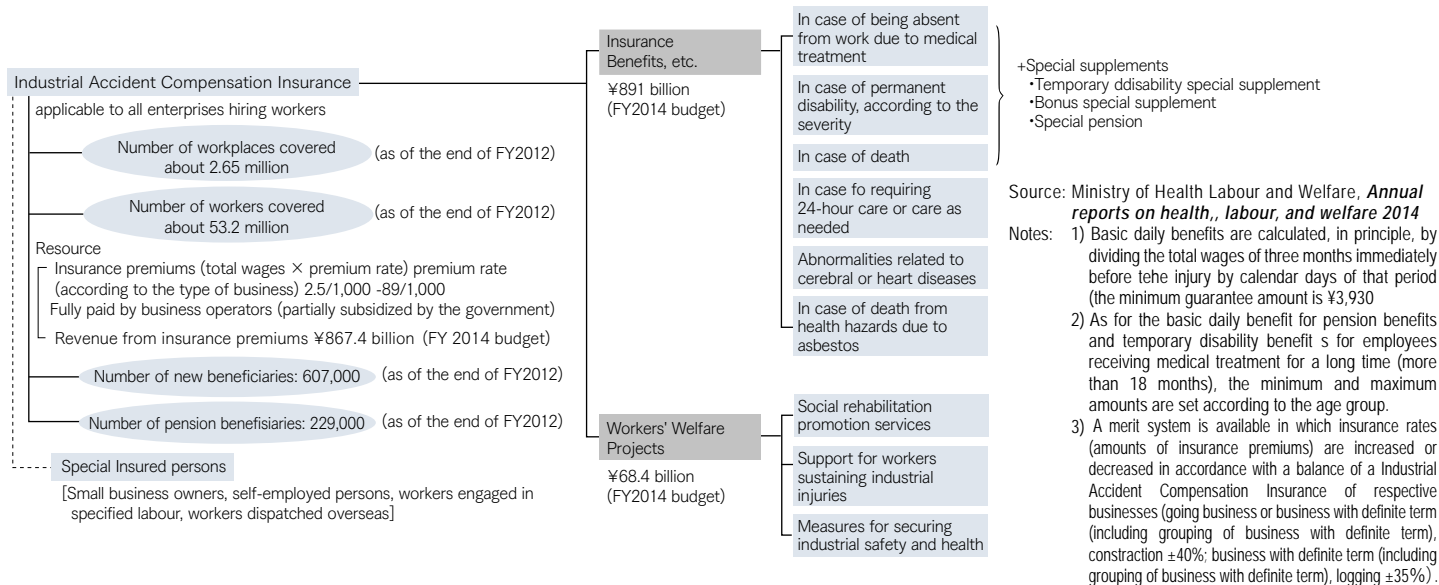 Industrial Accident Compensation Insurance
applicable to all enterprises hiring workers
Number of workplaces covered
about 2.65 million
(as of the end of FY2012)
Number of workers covered
about 53.2 million
(as of the end of FY2012)
Resource
Insurance premiums (total wages × premium rate) premium rate
(according to the type of business) 2.5/1,000 -89/1,000
Fully paid by business operators (partially subsidized by the government)
Revenue from insurance premiums ¥867.4 billion (FY 2014 budget)
Number of new beneficiaries: 607,000 (as of the end of FY2012)
Number of pension benefisiaries: 229,000 (as of the end of FY2012)
Special Insured persons
[Small business owners, self-employed persons, workers engaged in
specified labour, workers dispatched overseas]
Insurance
Benefits, etc.
¥891 billion
(FY2014 budget)
In case of being absent
from work due to medical
treatment
In case of permanent
disability, according to the
severity
In case of death
In case fo requiring
24-hour care or care as
needed
Abnormalities related to
cerebral or heart diseases
In case of death from
health hazards due to
asbestos
+Special supplements
•Temporary ddisability special supplement
•Bonus special supplement
•Special pension
Workers' Welfare
Projects
¥68.4 billion
(FY2014 budget)
Social rehabilitation
promotion services
Support for workers
sustaining industrial
injuries
Measures for securing
industrial safety and health
Source: Ministry of Health Labour and Welfare, Annual
reports on health,, labour, and welfare 2014
Notes: 1) Basic daily benefits are calculated, in principle, by
dividing the total wages of three months immediately
before tehe injury by calendar days of that period
(the minimum guarantee amount is ¥3,930
2) As for the basic daily benefit for pension benefits
and temporary disability benefit s for employees
receiving medical treatment for a long time (more
than 18 months), the minimum and maximum
amounts are set according to the age group.
3) A merit system is available in which insurance rates
(amounts of insurance premiums) are increased or
decreased in accordance with a balance of a Industrial
Accident Compensation Insurance of respective
businesses (going business or business with definite term
(including grouping of business with definite term),
constraction ±40%; business with definite term (including
grouping of business with definite term), logging ±35%).